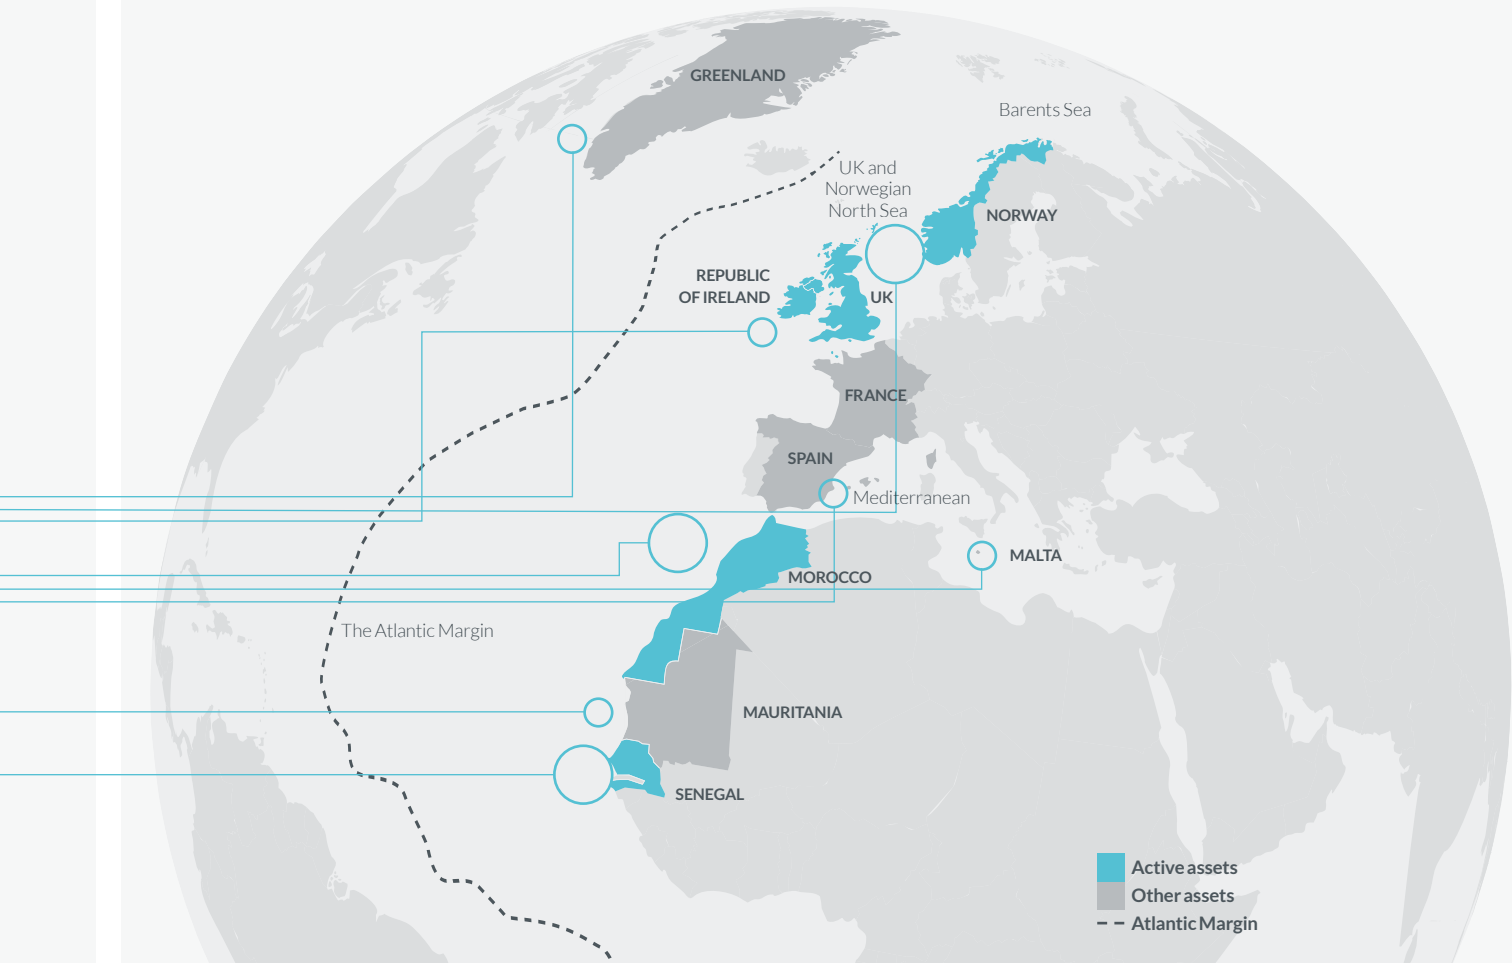 GREENLAND
Barents Sea
UK and
Norwegian
North Sea
NORWAY
REPUBLIC
OF IRELAND
UK
FRANCE
SPAIN
Mediterranean
MALTA
MOROCCO
The Atlantic Margin
MAURITANIA
SENEGAL
Active assets
Other assets
Atlantic Margin